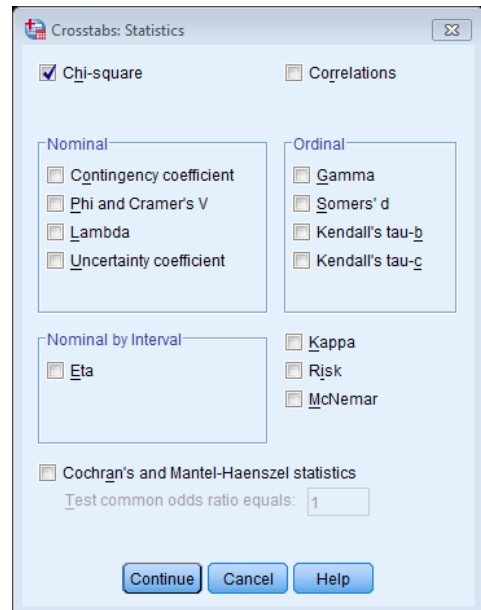 Crosstabs: Statistics
Chi-square
Correlations
Nominal
Contingency coefficient
Phi and Cramer's V
Lambda
Uncertainty coefficient
Ordinal
Gamma
Somers' d
Kendall's tau-b
Kendall's tau-c
Nominal by Interval
Eta
Kappa
Risk
McNemar
Cochran's and Mantel-Haenszel statistics
Test common odds ratio equals: 1
Continue Cancel Help